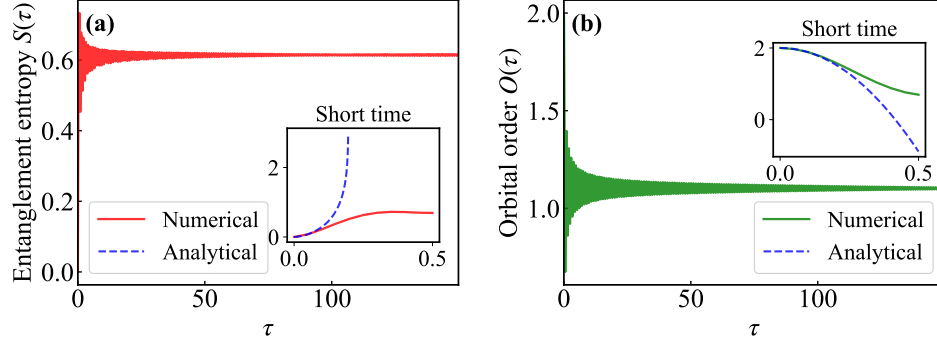 (a)
Entanglement entropy S(τ)
0.6
0.4
0.2
0.0
0
50
100
τ
Numerical
Analytical
Short time
2
0
0.0
0.5
(b)
Orbital order O(τ)
2.0
1.5
1.0
0
50
100
τ
Numerical
Analytical
Short time
2
0
0.0
0.5